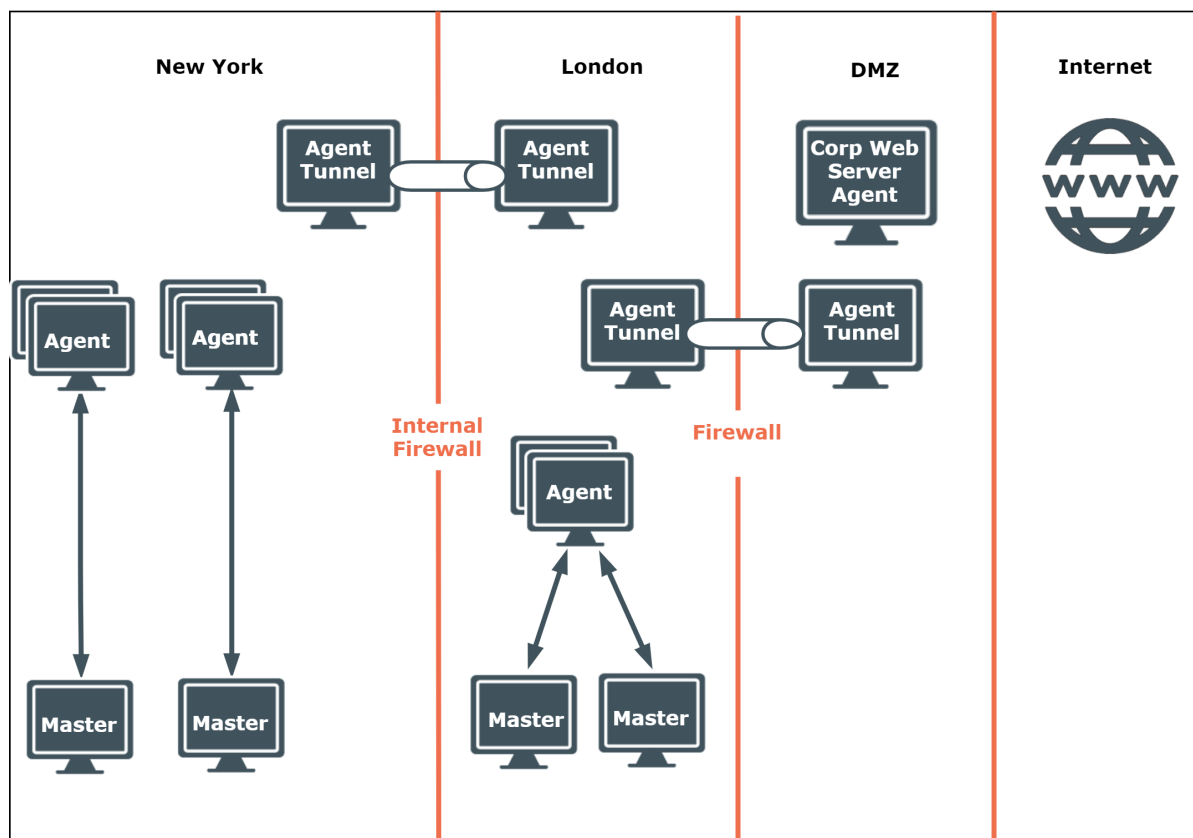 New York
London
DMZ
Internet
Agent
Tunnel
Agent
Tunnel
Corp Web
Server
Agent
WWW
Agent
Agent
Agent
Tunnel
Agent
Tunnel
Internal
Firewall
Firewall
Agent
Master
Master
Master
Master